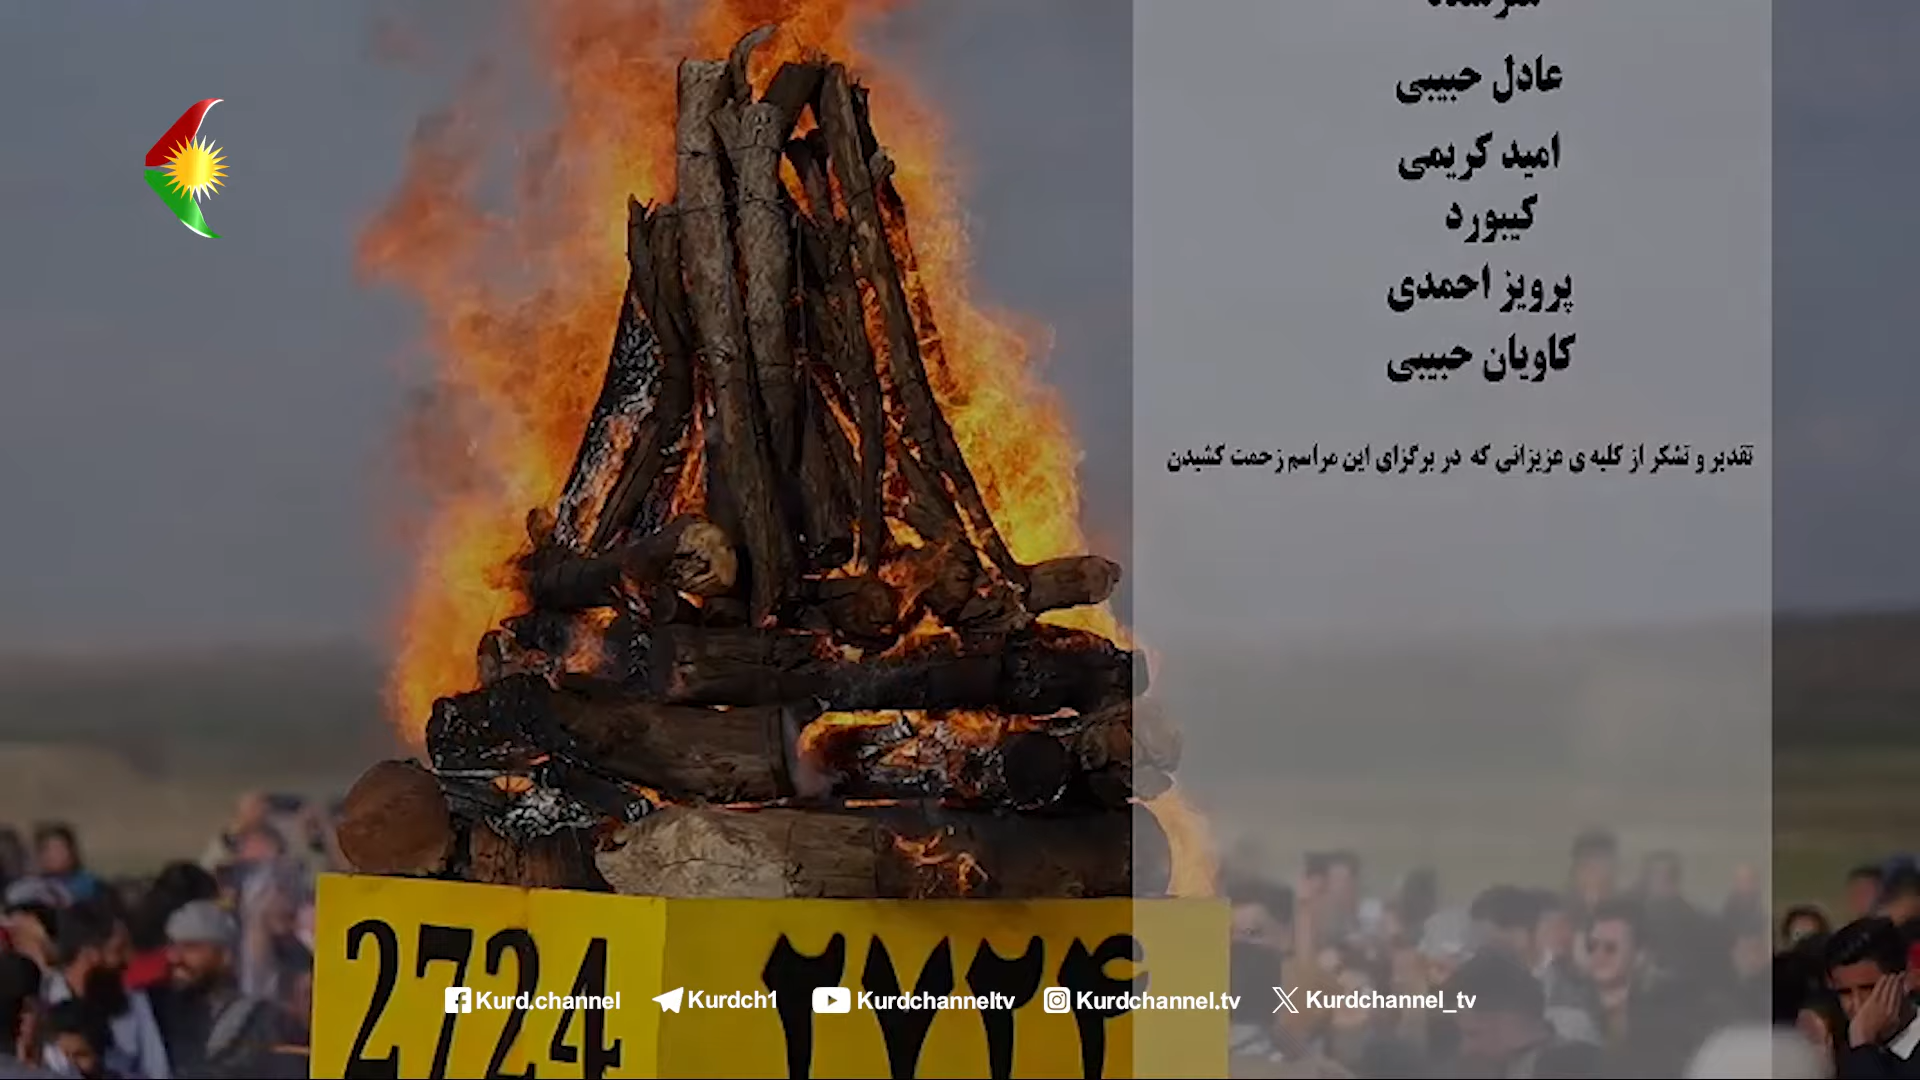 عادل حبیبی
امید کریمی
کیبورد
پرویز احمدی
کاویان حبیبی
تقدیر و تشکر از کلیه ی عزیزانی که در برگزای این مراسم زحمت کشیدن
2724 ٢٧٢۴
Kurd.channel Kurdch1 Kurdchanneltv Kurdchannel.tv Kurdchannel_tv